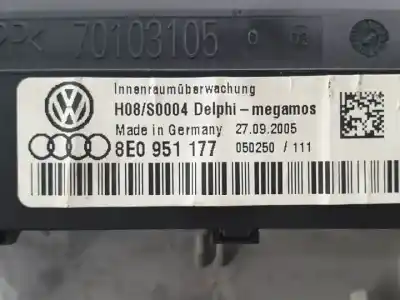 70103105
Innenraumüberwachung
H08/S0004 Delphi-megamos
Made in Germany 27.09.2005
8E0 951 177 050250 / 111